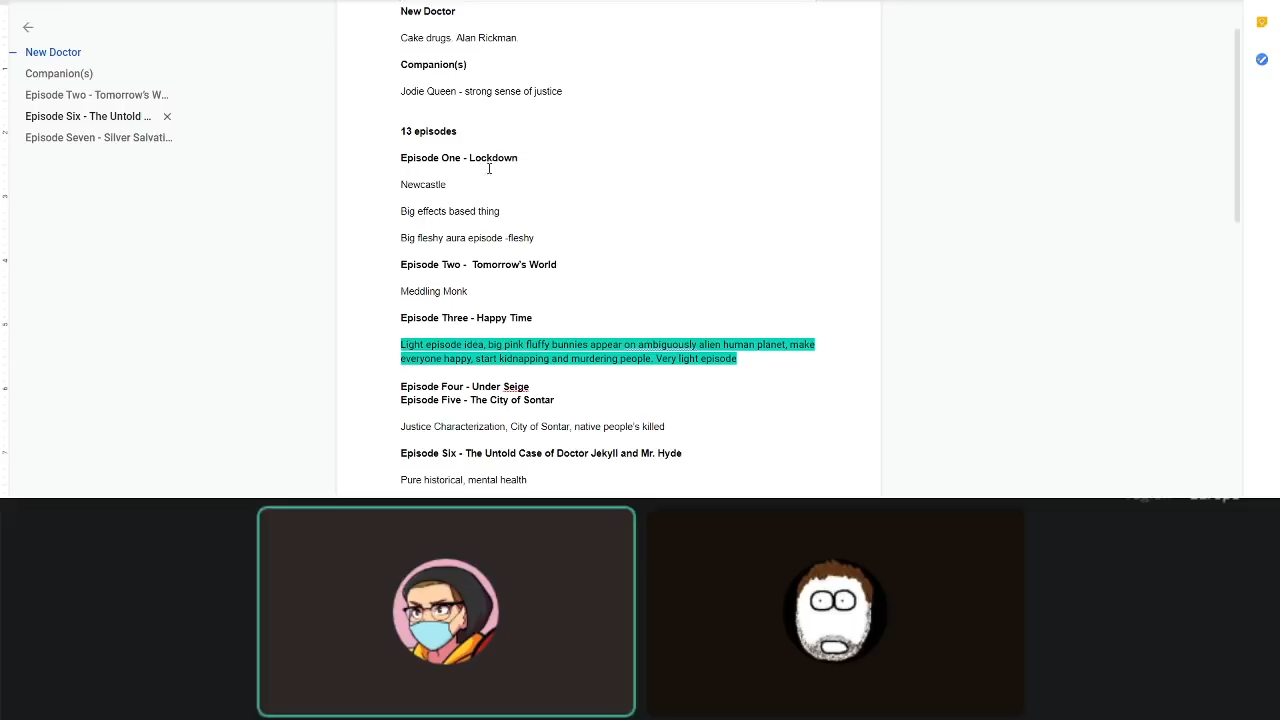 New Doctor
Companion(s)
Episode Two - Tomorrow's W...
Episode Six - The Untold ...
Episode Seven - Silver Salvati...
New Doctor
Cake drugs. Alan Rickman.
Companion(s)
Jodie Queen - strong sense of justice
13 episodes
Episode One - Lockdown
Newcastle
Big effects based thing
Big fleshy aura episode -fleshy
Episode Two -  Tomorrow's World
Meddling Monk
Episode Three - Happy Time
Light episode idea, big pink fluffy bunnies appear on ambiguously alien human planet, make
everyone happy, start kidnapping and murdering people. Very light episode
Episode Four - Under Seige
Episode Five - The City of Sontar
Justice Characterization, City of Sontar, native people's killed
Episode Six - The Untold Case of Doctor Jekyll and Mr. Hyde
Pure historical, mental health